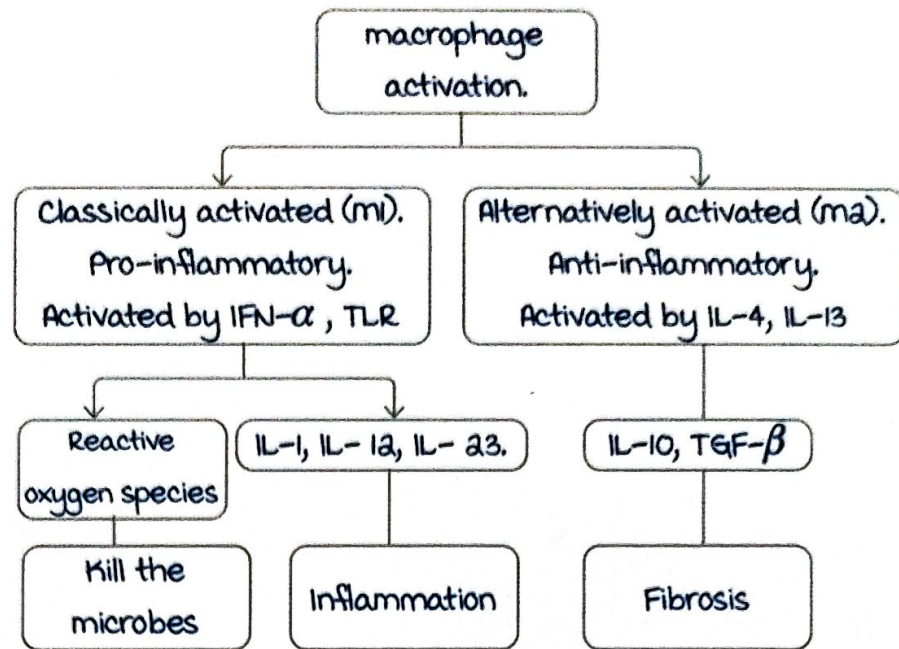 macrophage
activation.
Classically activated (m1).
Pro-inflammatory.
Activated by IFN-α , TLR
Alternatively activated (m2).
Anti-inflammatory.
Activated by IL-4, IL-13
Reactive
oxygen species
IL-1, IL- 12, IL- 23.
IL-10, TGF-β
Kill the
microbes
Inflammation
Fibrosis